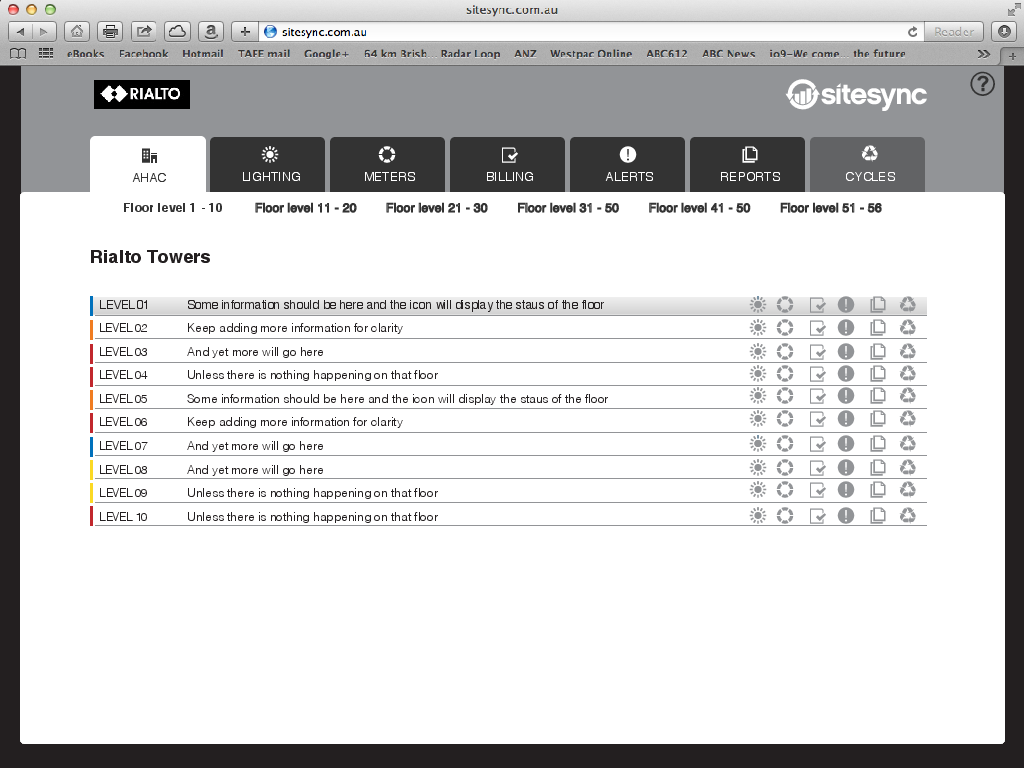 sitesync.com.au
sitesync.com.au Reader
eBooks Facebook Hotmail TAFE mail Google+ 64 km Brisb... Radar Loop ANZ Westpac Online ABC612 ABC News io9-We come... the future
RIALTO sitesync ?
AHAC LIGHTING METERS BILLING ALERTS REPORTS CYCLES
Floor level 1 - 10 Floor level 11 - 20 Floor level 21 - 30 Floor level 31 - 50 Floor level 41 - 50 Floor level 51 - 56
Rialto Towers
LEVEL 01 Some information should be here and the icon will display the staus of the floor
LEVEL 02 Keep adding more information for clarity
LEVEL 03 And yet more will go here
LEVEL 04 Unless there is nothing happening on that floor
LEVEL 05 Some information should be here and the icon will display the staus of the floor
LEVEL 06 Keep adding more information for clarity
LEVEL 07 And yet more will go here
LEVEL 08 And yet more will go here
LEVEL 09 Unless there is nothing happening on that floor
LEVEL 10 Unless there is nothing happening on that floor